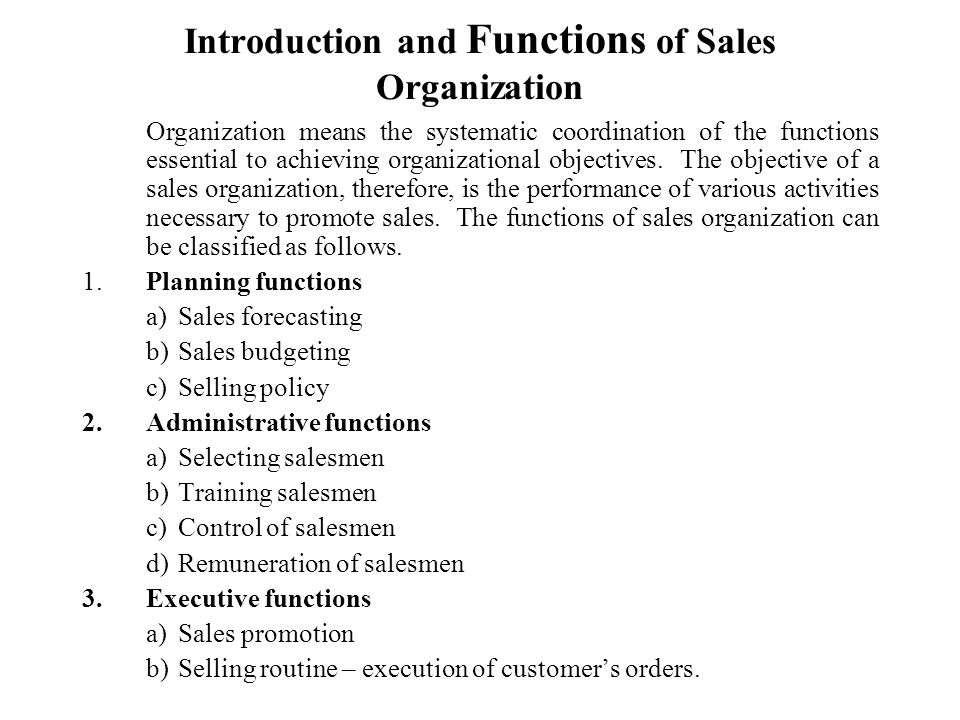 Introduction and Functions of Sales
Organization
Organization means the systematic coordination of the functions
essential to achieving organizational objectives. The objective of a
sales organization, therefore, is the performance of various activities
necessary to promote sales. The functions of sales organization can
be classified as follows.
1. Planning functions
a) Sales forecasting
b) Sales budgeting
c) Selling policy
2. Administrative functions
a) Selecting salesmen
b) Training salesmen
c) Control of salesmen
d) Remuneration of salesmen
3. Executive functions
a) Sales promotion
b) Selling routine – execution of customer’s orders.